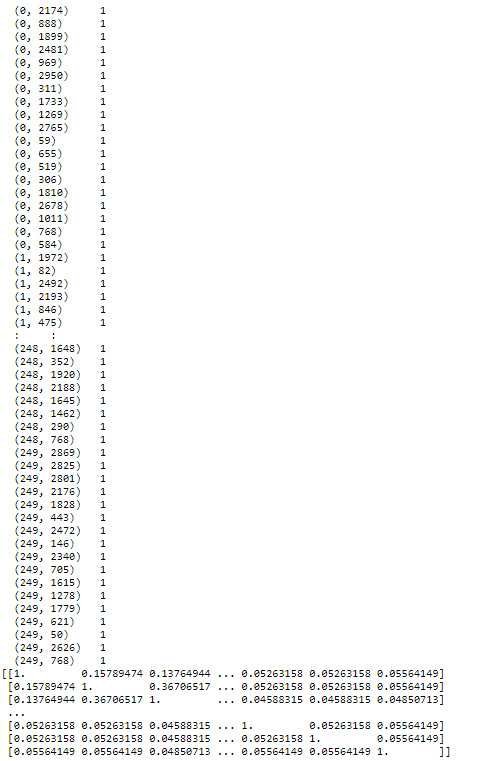 (0, 2174) 1
(0, 888) 1
(0, 1899) 1
(0, 2481) 1
(0, 969) 1
(0, 2950) 1
(0, 311) 1
(0, 1733) 1
(0, 1269) 1
(0, 2765) 1
(0, 59) 1
(0, 655) 1
(0, 519) 1
(0, 306) 1
(0, 1810) 1
(0, 2678) 1
(0, 1011) 1
(0, 768) 1
(0, 584) 1
(1, 1972) 1
(1, 82) 1
(1, 2492) 1
(1, 2193) 1
(1, 846) 1
(1, 475) 1
: :
(248, 1648) 1
(248, 352) 1
(248, 1920) 1
(248, 2188) 1
(248, 1645) 1
(248, 1462) 1
(248, 290) 1
(248, 768) 1
(249, 2869) 1
(249, 2825) 1
(249, 2801) 1
(249, 2176) 1
(249, 1828) 1
(249, 443) 1
(249, 2472) 1
(249, 146) 1
(249, 2340) 1
(249, 705) 1
(249, 1615) 1
(249, 1278) 1
(249, 1779) 1
(249, 621) 1
(249, 50) 1
(249, 2626) 1
(249, 768) 1
[[1. 0.15789474 0.13764944 ... 0.05263158 0.05263158 0.05564149]
[0.15789474 1. 0.36706517 ... 0.05263158 0.05263158 0.05564149]
[0.13764944 0.36706517 1. ... 0.04588315 0.04588315 0.04850713]
...
[0.05263158 0.05263158 0.04588315 ... 1. 0.05263158 0.05564149]
[0.05263158 0.05263158 0.04588315 ... 0.05263158 1. 0.05564149]
[0.05564149 0.05564149 0.04850713 ... 0.05564149 0.05564149 1. ]]